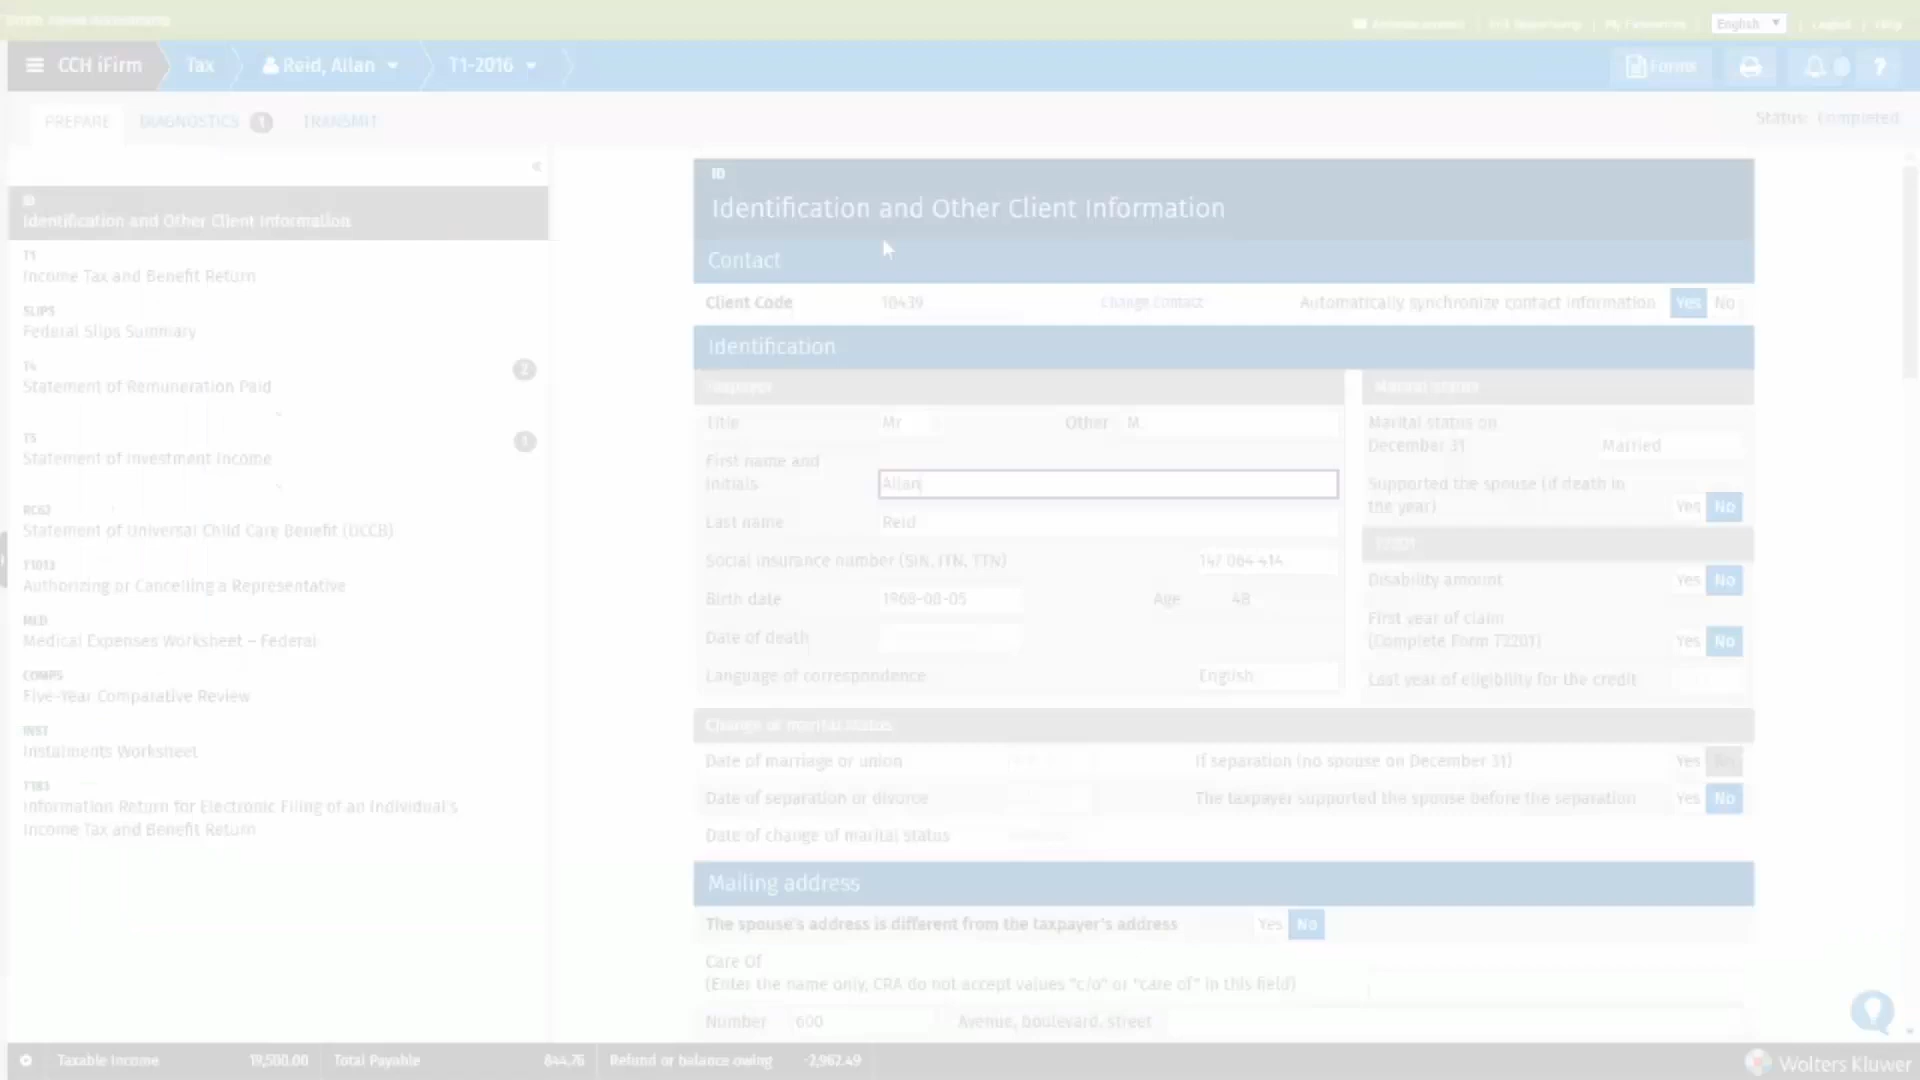 English
CCH iFirm
Tax
Reid, Allan
T1-2016
Forms
?
PREPARE
DIAGNOSTICS 1
TRANSMIT
Status: Completed
«
ID
Identification and Other Client Information
T1
Income Tax and Benefit Return
SLIPS
Federal Slips Summary
T4
Statement of Remuneration Paid
2
T5
Statement of Investment Income
1
RC62
Statement of Universal Child Care Benefit (UCCB)
T1013
Authorizing or Cancelling a Representative
MED
Medical Expenses Worksheet – Federal
COMP5
Five-Year Comparative Review
INST
Instalments Worksheet
T183
Information Return for Electronic Filing of an Individual's
Income Tax and Benefit Return
ID
Identification and Other Client Information
Contact
Client Code 10439 Change Contact Automatically synchronize contact information Yes No
Identification
Taxpayer
Title Mr Other M.
First name and
initials Allan
Last name Reid
Social insurance number (SIN, ITN, TTN) 147 064 414
Birth date 1968-08-05 Age 48
Date of death
Language of correspondence English
Marital status
Marital status on
December 31 Married
Supported the spouse (if death in
the year) Yes No
T2201
Disability amount Yes No
First year of claim
(Complete Form T2201) Yes No
Last year of eligibility for the credit
Change of marital status
Date of marriage or union If separation (no spouse on December 31) Yes No
Date of separation or divorce The taxpayer supported the spouse before the separation Yes No
Date of change of marital status
Mailing address
The spouse's address is different from the taxpayer's address Yes No
Care Of
(Enter the name only, CRA do not accept values "c/o" or "care of" in this field)
Number 600 Avenue, boulevard, street
Taxable Income 19,500.00 Total Payable 844.76 Refund or balance owing -2,962.49
Wolters Kluwer